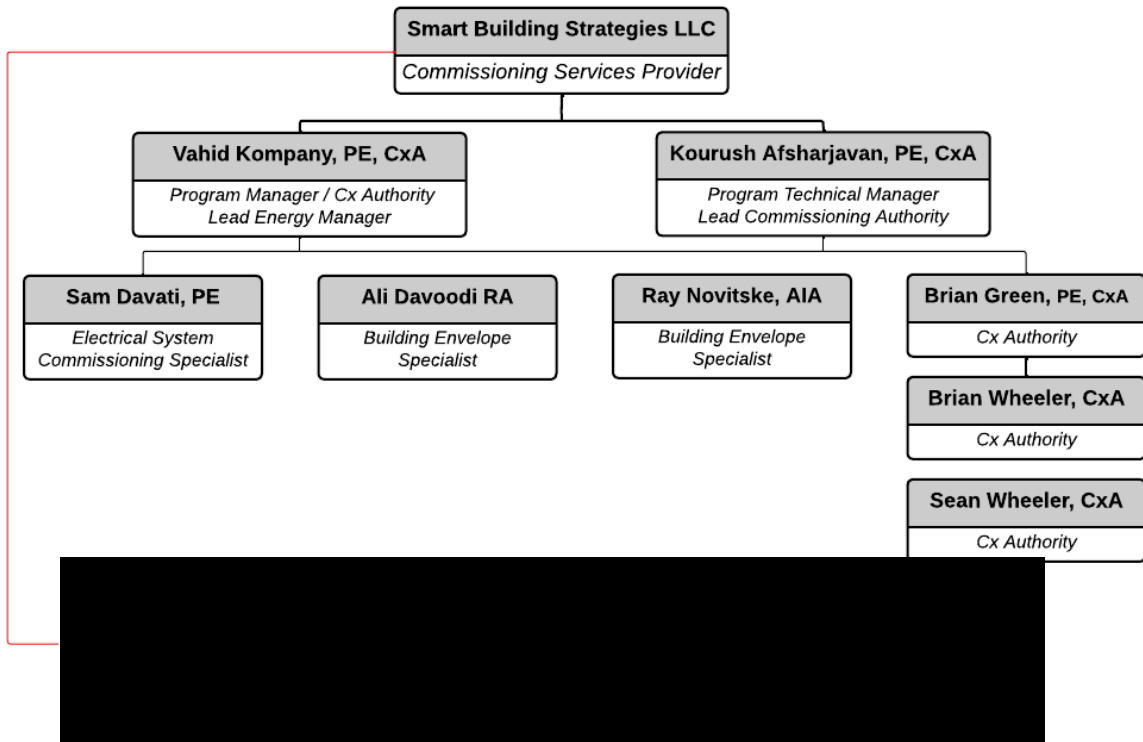 Smart Building Strategies LLC
Commissioning Services Provider
Vahid Kompany, PE, CxA
Program Manager / Cx Authority
Lead Energy Manager
Kourush Afsharjavan, PE, CxA
Program Technical Manager
Lead Commissioning Authority
Sam Davati, PE
Electrical System
Commissioning Specialist
Ali Davoodi RA
Building Envelope
Specialist
Ray Novitske, AIA
Building Envelope
Specialist
Brian Green, PE, CxA
Cx Authority
Brian Wheeler, CxA
Cx Authority
Sean Wheeler, CxA
Cx Authority